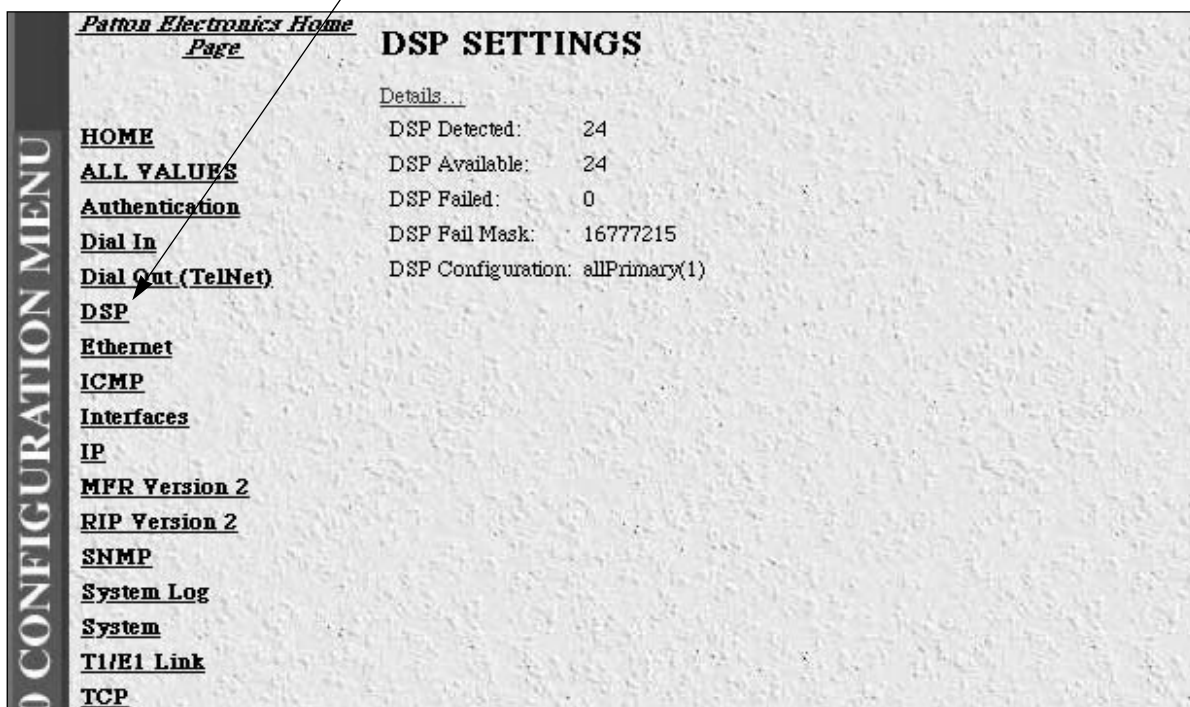 Patton Electronics Home
Page
HOME
ALL VALUES
Authentication
Dial In
Dial Out (TelNet)
DSP
Ethernet
ICMP
Interfaces
IP
MFR Version 2
RIP Version 2
SNMP
System Log
System
T1/E1 Link
TCP
CONFIGURATION MENU
DSP SETTINGS
Details...
DSP Detected: 24
DSP Available: 24
DSP Failed: 0
DSP Fail Mask: 16777215
DSP Configuration: allPrimary(1)